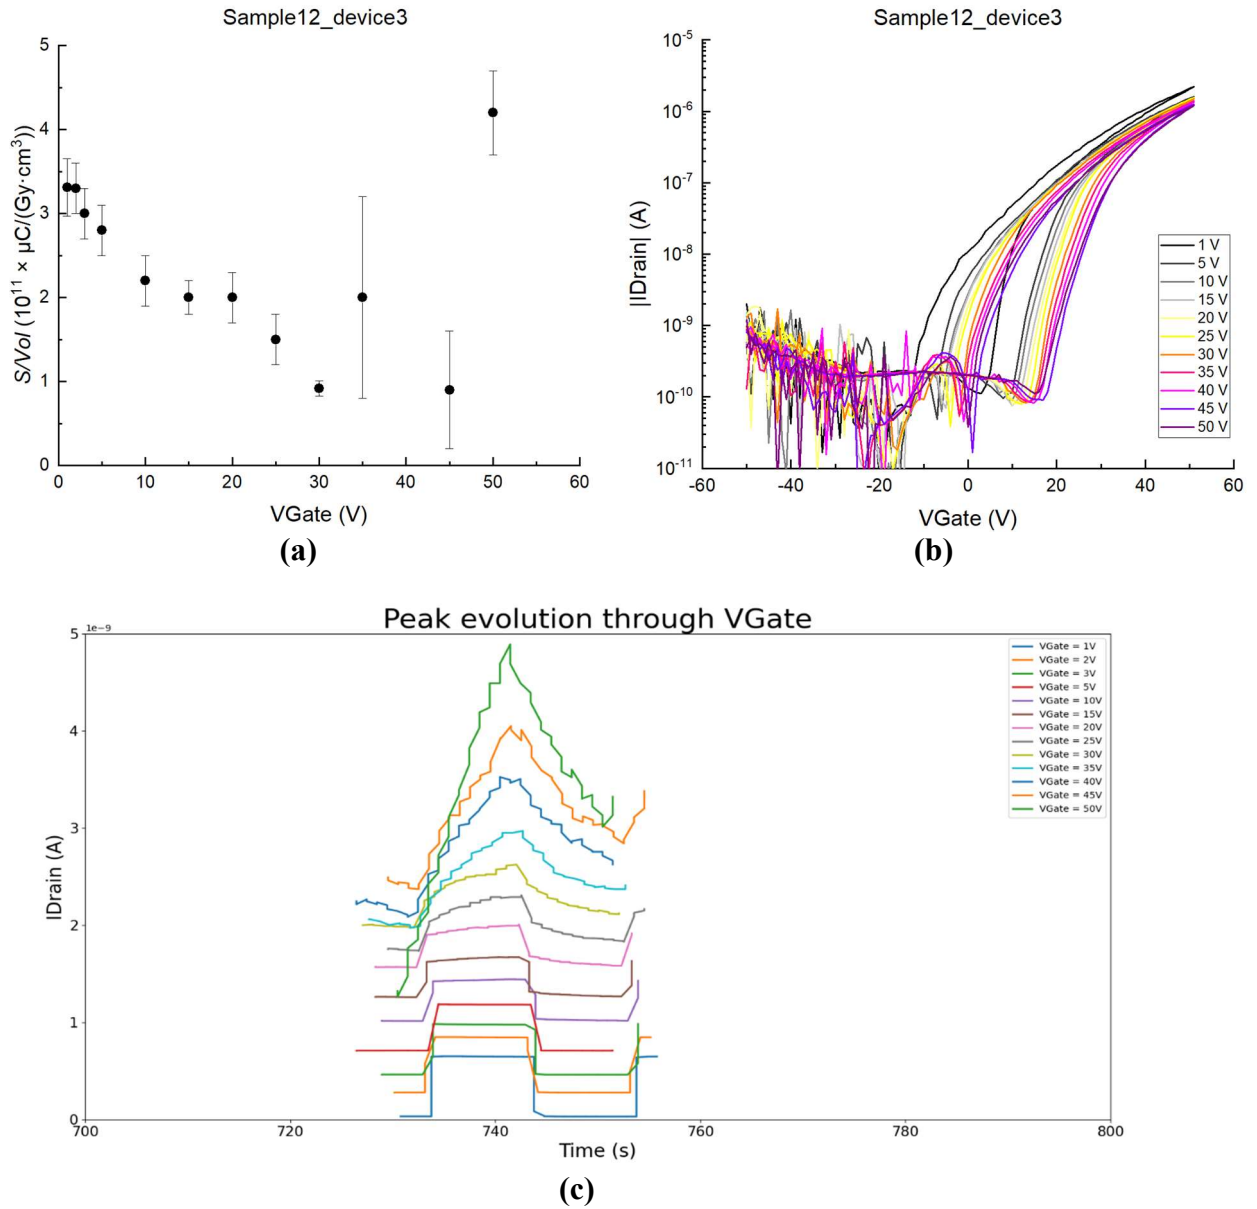 Sample12_device3
5
4
3
2
1
0
S/Vol (10¹¹ × µC/(Gy·cm³))
0 10 20 30 40 50 60
VGate (V)
(a)
Sample12_device3
10⁻⁵
10⁻⁶
10⁻⁷
10⁻⁸
10⁻⁹
10⁻¹⁰
10⁻¹¹
|IDrain| (A)
1 V
5 V
10 V
15 V
20 V
25 V
30 V
35 V
40 V
45 V
50 V
-60 -40 -20 0 20 40 60
VGate (V)
(b)
Peak evolution through VGate
1e−9
5
4
3
2
1
0
IDrain (A)
VGate = 1V
VGate = 2V
VGate = 3V
VGate = 5V
VGate = 10V
VGate = 15V
VGate = 20V
VGate = 25V
VGate = 30V
VGate = 35V
VGate = 40V
VGate = 45V
VGate = 50V
700 720 740 760 780 800
Time (s)
(c)